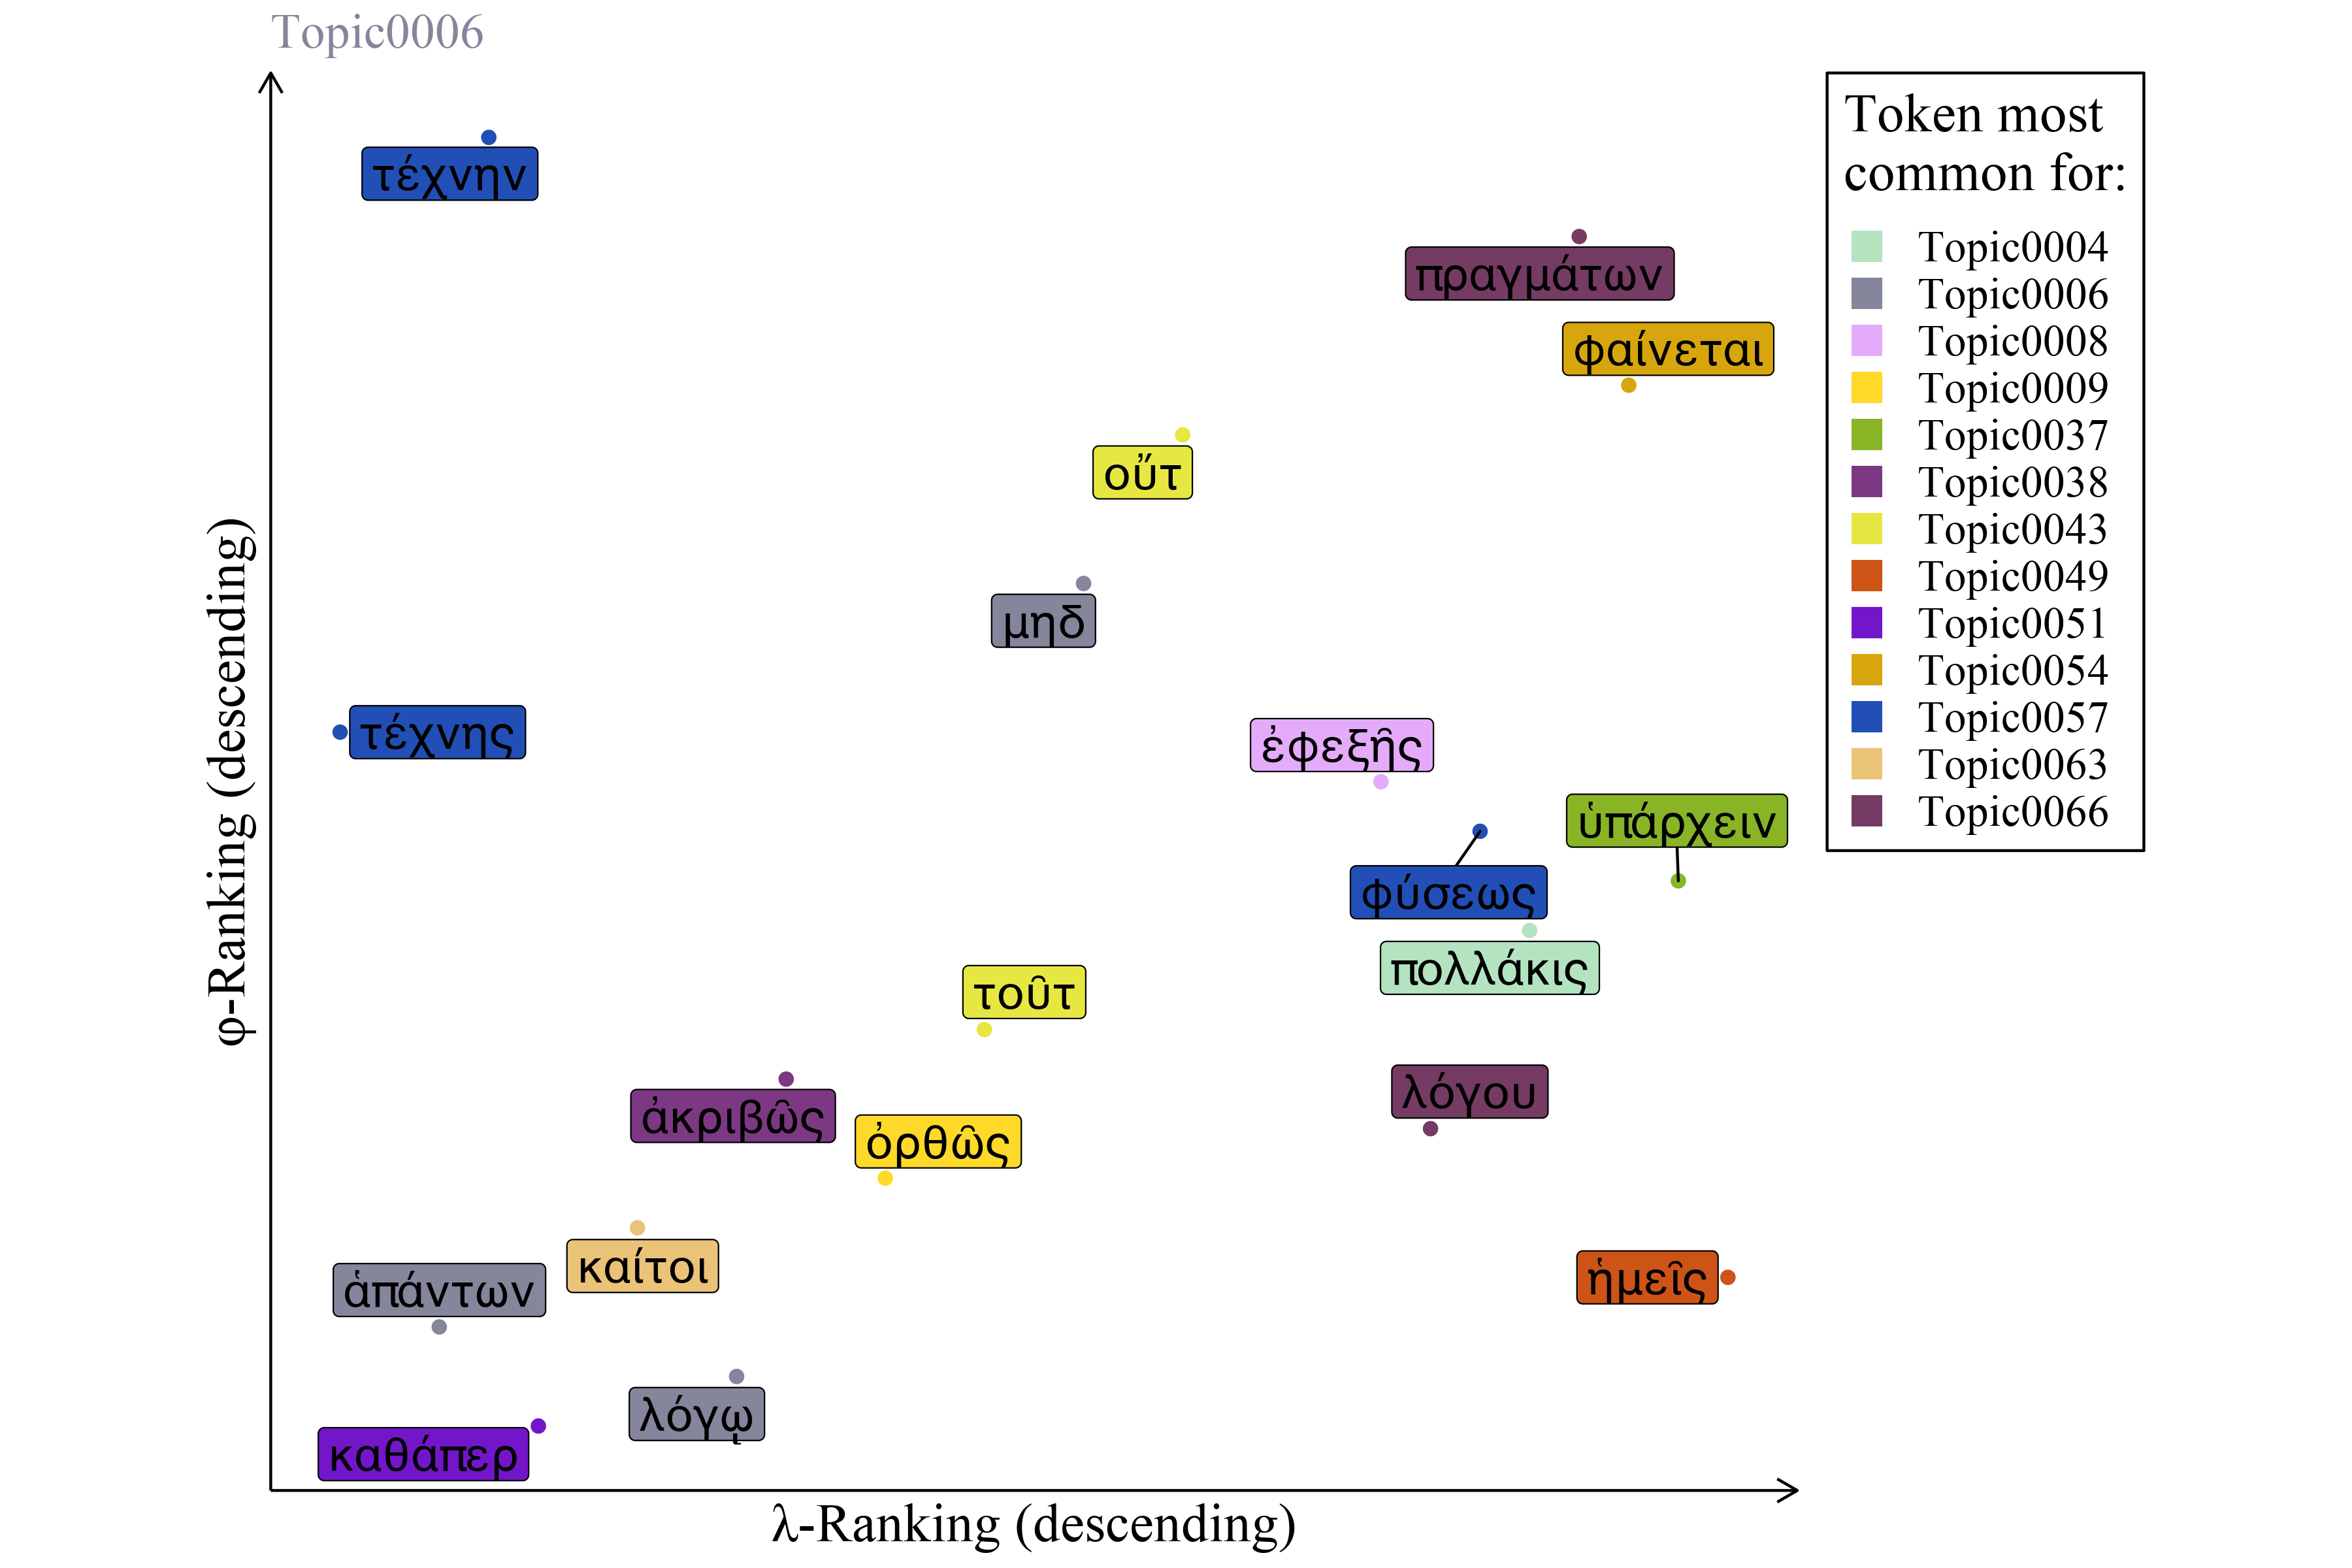 Topic0006
τέχνην
πραγμάτων
φαίνεται
οὔτ
μηδ
τέχνης
ἐφεξῆς
ὑπάρχειν
φύσεως
πολλάκις
τοῦτ
λόγου
ἀκριβῶς
ὀρθῶς
καίτοι
ἁπάντων
ἡμεῖς
λόγῳ
καθάπερ
φ-Ranking (descending)
λ-Ranking (descending)
Token most
common for:
Topic0004
Topic0006
Topic0008
Topic0009
Topic0037
Topic0038
Topic0043
Topic0049
Topic0051
Topic0054
Topic0057
Topic0063
Topic0066